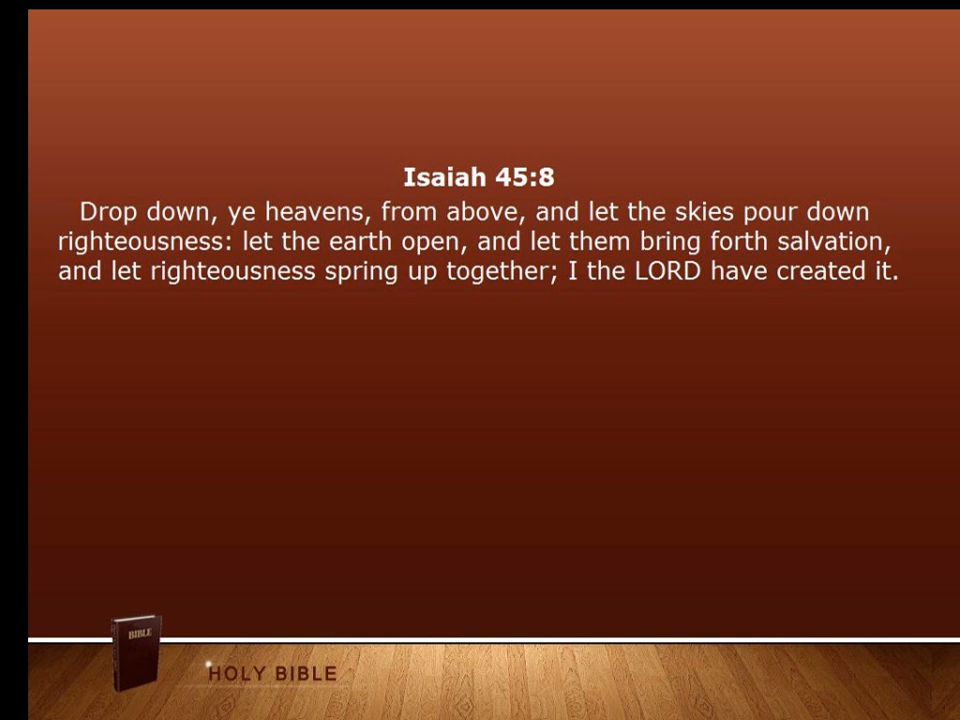 Isaiah 45:8
Drop down, ye heavens, from above, and let the skies pour down
righteousness: let the earth open, and let them bring forth salvation,
and let righteousness spring up together; I the LORD have created it.
BIBLE
HOLY BIBLE